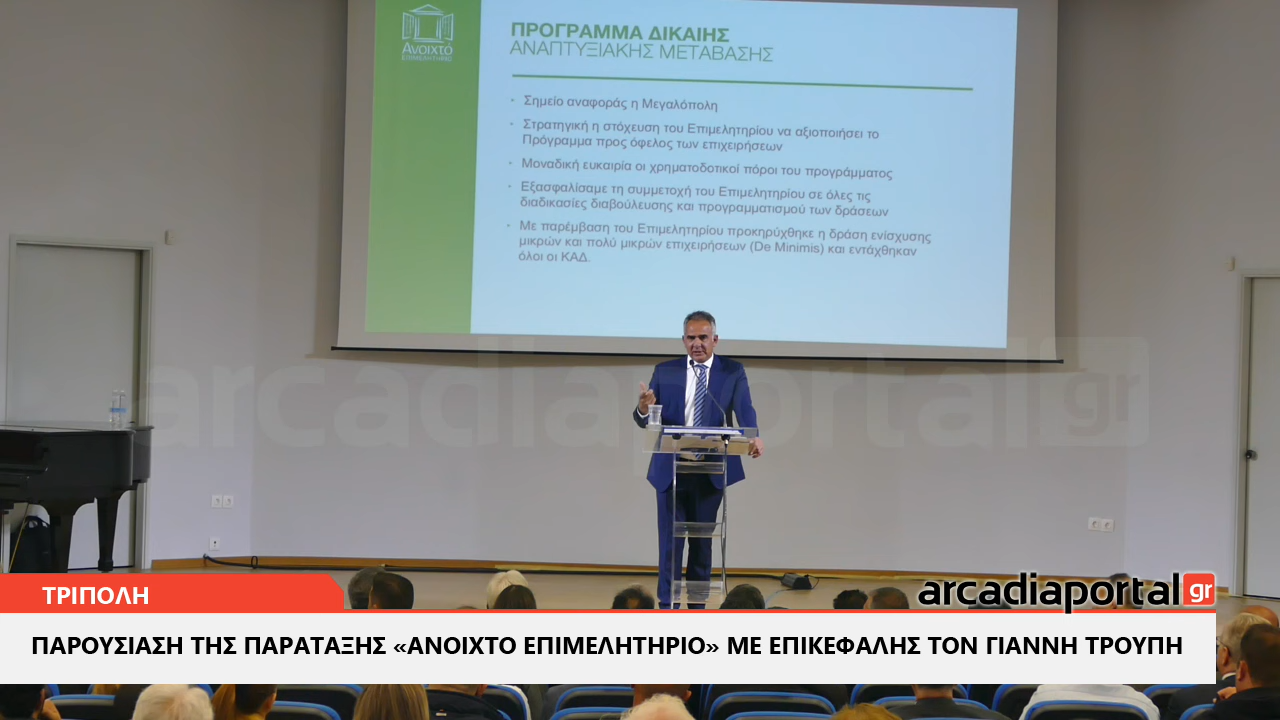 Ανοιχτό
ΕΠΙΜΕΛΗΤΗΡΙΟ
ΠΡΟΓΡΑΜΜΑ ΔΙΚΑΙΗΣ
ΑΝΑΠΤΥΞΙΑΚΗΣ ΜΕΤΑΒΑΣΗΣ
• Σημείο αναφοράς η Μεγαλόπολη
• Στρατηγική η στόχευση του Επιμελητηρίου να αξιοποιήσει το
Πρόγραμμα προς όφελος των επιχειρήσεων
• Μοναδική ευκαιρία οι χρηματοδοτικοί πόροι του προγράμματος
• Εξασφαλίσαμε τη συμμετοχή του Επιμελητηρίου σε όλες τις
διαδικασίες διαβούλευσης και προγραμματισμού των δράσεων
• Με παρέμβαση του Επιμελητηρίου προκηρύχθηκε η δράση ενίσχυσης
μικρών και πολύ μικρών επιχειρήσεων (De Minimis) και εντάχθηκαν
όλοι οι ΚΑΔ.
arcadiaportal gr
ΤΡΙΠΟΛΗ
arcadiaportal gr
ΠΑΡΟΥΣΙΑΣΗ ΤΗΣ ΠΑΡΑΤΑΞΗΣ «ΑΝΟΙΧΤΟ ΕΠΙΜΕΛΗΤΗΡΙΟ» ΜΕ ΕΠΙΚΕΦΑΛΗΣ ΤΟΝ ΓΙΑΝΝΗ ΤΡΟΥΠΗ